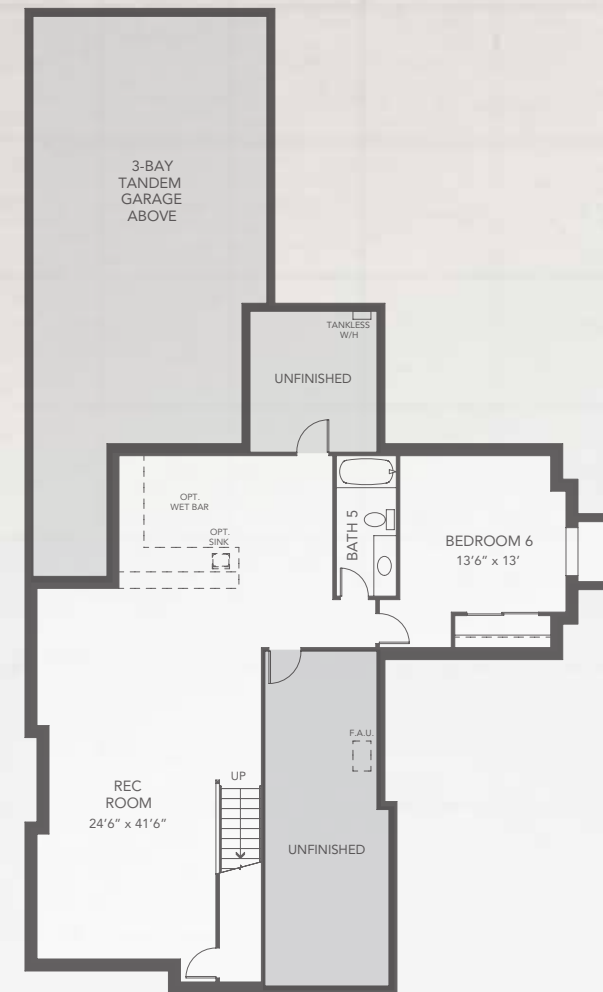 3-BAY
TANDEM
GARAGE
ABOVE
TANKLESS
W/H
UNFINISHED
OPT.
WET BAR
OPT.
SINK
BATH 5
BEDROOM 6
13'6" x 13'
F.A.U.
UP
REC
ROOM
24'6" x 41'6"
UNFINISHED